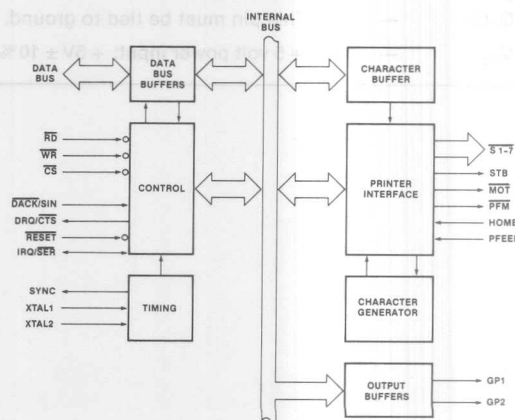 INTERNAL
BUS
DATA
BUS
DATA
BUS
BUFFERS
CHARACTER
BUFFER
RD
WR
CS
DACK/SIN
DRQ/CTS
RESET
IRQ/SER
CONTROL
PRINTER
INTERFACE
S 1-7
STB
MOT
PFM
HOME
PFEED
SYNC
XTAL1
XTAL2
TIMING
CHARACTER
GENERATOR
OUTPUT
BUFFERS
GP1
GP2